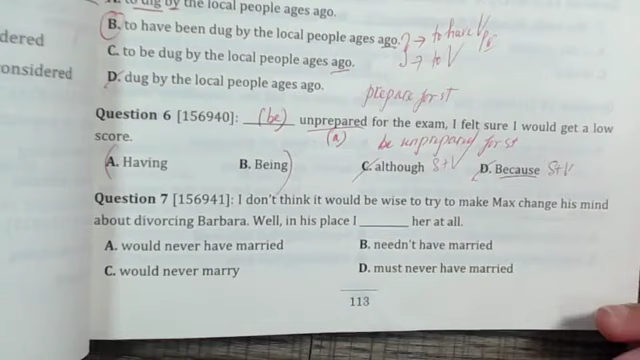 to dig by the local people ages ago.
B. to have been dug by the local people ages ago. } → to have Vpp
C. to be dug by the local people ages ago. → to V
D. dug by the local people ages ago.
prepare for st
dered
onsidered
Question 6 [156940]: ______ (be) unprepared for the exam, I felt sure I would get a low
score. (a) be unprepared for st
A. Having B. Being C. although S+V D. Because S+V
Question 7 [156941]: I don't think it would be wise to try to make Max change his mind
about divorcing Barbara. Well, in his place I ________ her at all.
A. would never have married B. needn't have married
C. would never marry D. must never have married
113